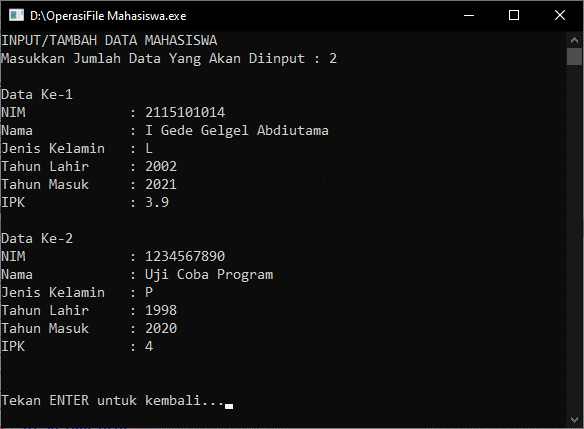 D:\OperasiFile Mahasiswa.exe
INPUT/TAMBAH DATA MAHASISWA
Masukkan Jumlah Data Yang Akan Diinput : 2
Data Ke-1
NIM : 2115101014
Nama : I Gede Gelgel Abdiutama
Jenis Kelamin : L
Tahun Lahir : 2002
Tahun Masuk : 2021
IPK : 3.9
Data Ke-2
NIM : 1234567890
Nama : Uji Coba Program
Jenis Kelamin : P
Tahun Lahir : 1998
Tahun Masuk : 2020
IPK : 4
Tekan ENTER untuk kembali...